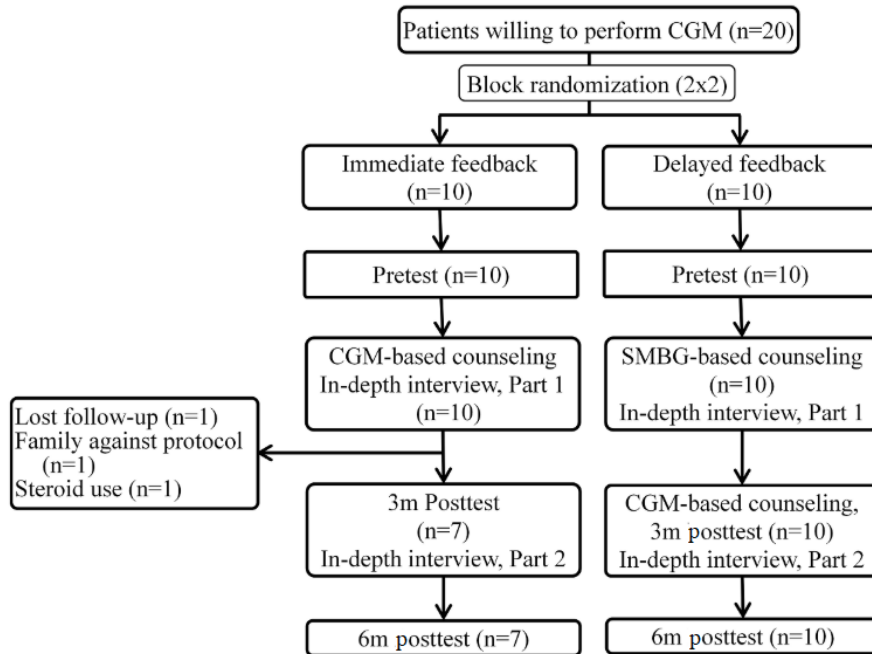 Patients willing to perform CGM (n=20)
Block randomization (2x2)
Immediate feedback
(n=10)
Delayed feedback
(n=10)
Pretest (n=10)
Pretest (n=10)
CGM-based counseling
In-depth interview, Part 1
(n=10)
SMBG-based counseling
(n=10)
In-depth interview, Part 1
Lost follow-up (n=1)
Family against protocol
(n=1)
Steroid use (n=1)
3m Posttest
(n=7)
In-depth interview, Part 2
CGM-based counseling,
3m posttest (n=10)
In-depth interview, Part 2
6m posttest (n=7)
6m posttest (n=10)